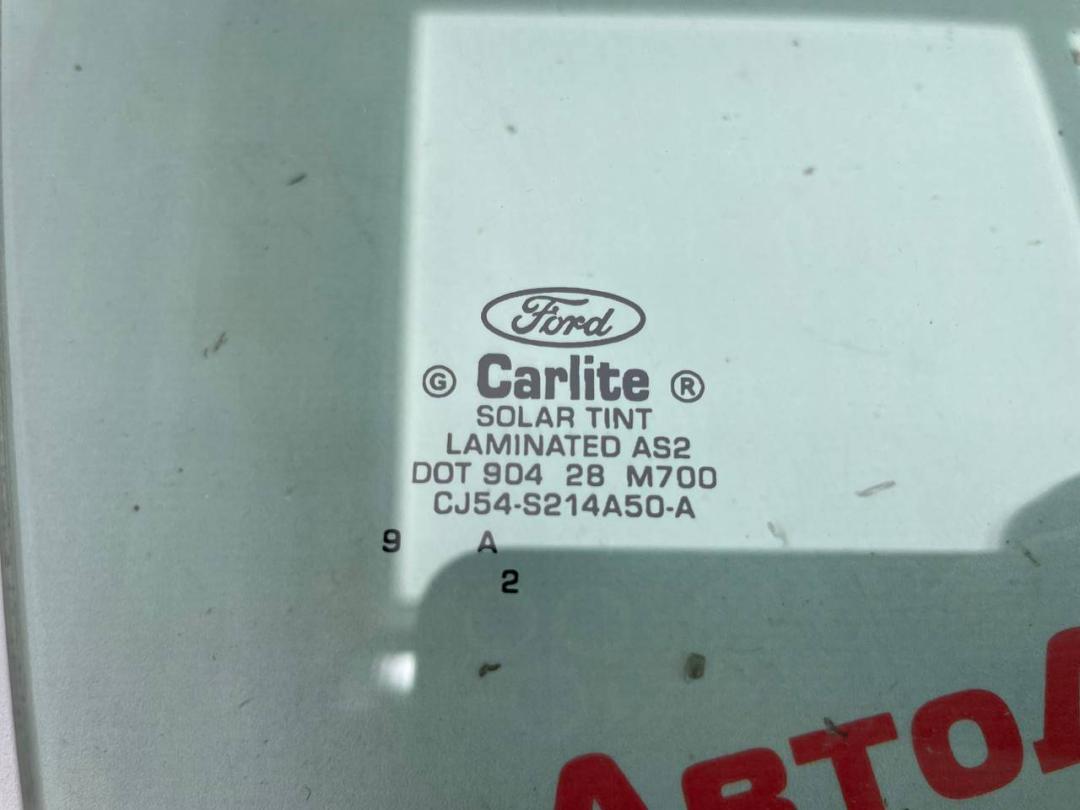 Ford
G Carlite ®
SOLAR TINT
LAMINATED AS2
DOT 904 28 M700
CJ54-S214A50-A
9 A
2